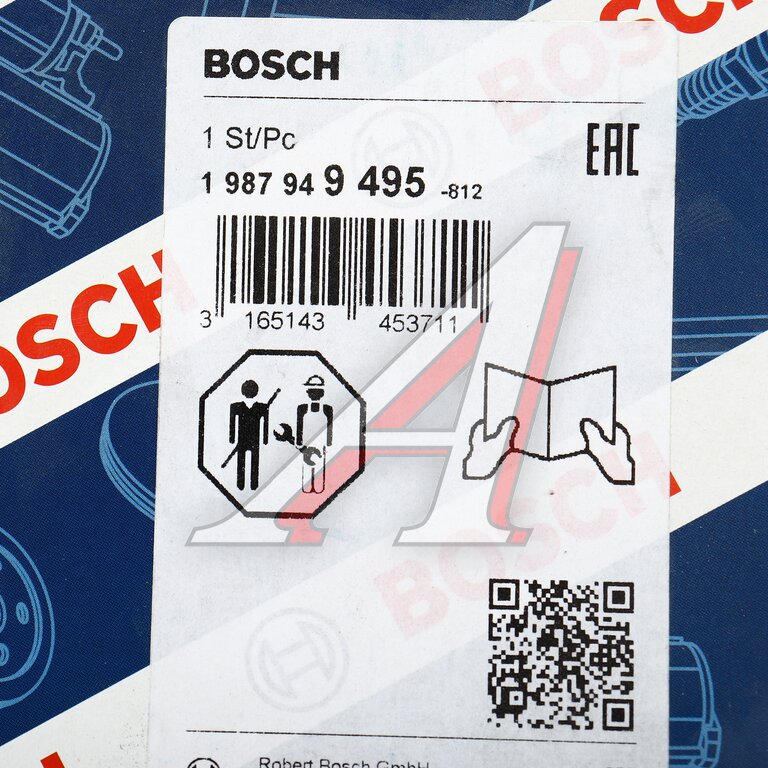 BOSCH
1 St/Pc
EAC
1 987 94 9 495 -812
3 165143 453711
BOSCH
BOSCH
Robert Bosch GmbH